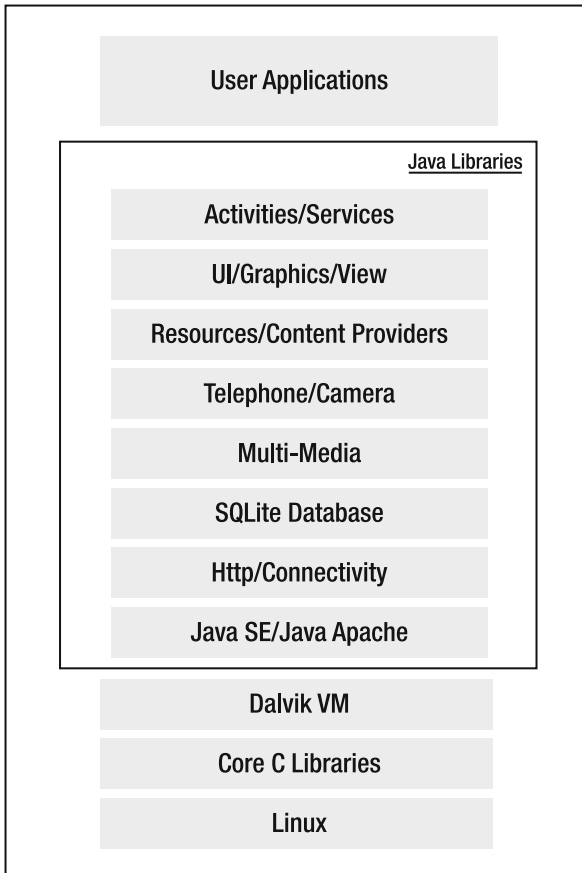 User Applications
Java Libraries
Activities/Services
UI/Graphics/View
Resources/Content Providers
Telephone/Camera
Multi-Media
SQLite Database
Http/Connectivity
Java SE/Java Apache
Dalvik VM
Core C Libraries
Linux